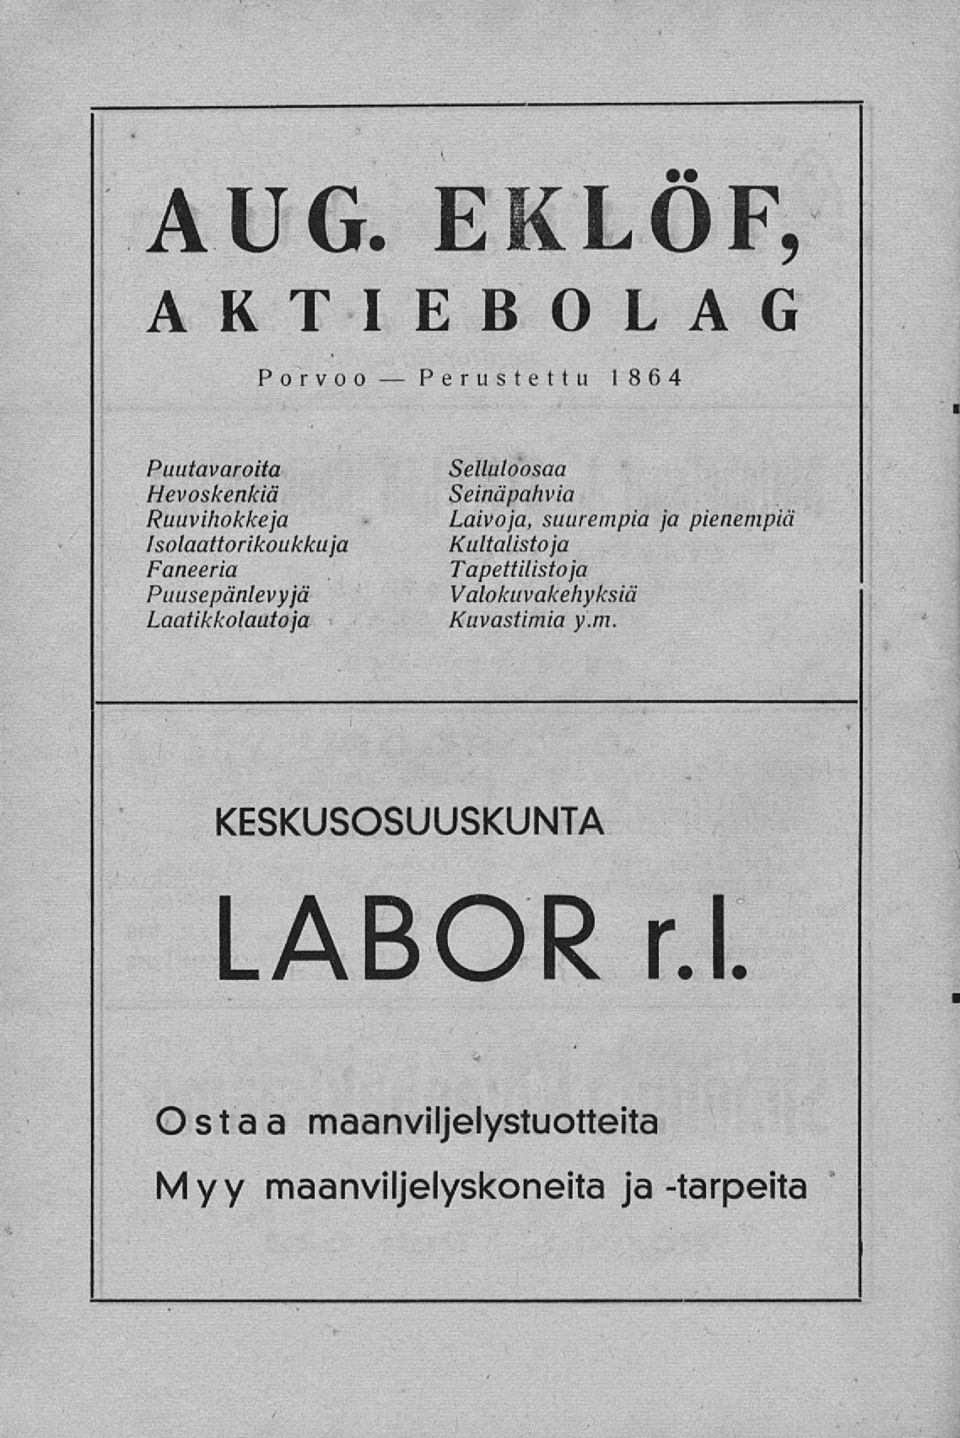 AUG. EKLÖF,
AKTIEBOLAG
Porvoo — Perustettu 1864
Puutavaroita
Hevoskenkiä
Ruuvihokkeja
Isolaattorikoukkuja
Faneeria
Puusepänlevyjä
Laatikkolautoja
Selluloosaa
Seinäpahvia
Laivoja, suurempia ja pienempiä
Kultalistoja
Tapettilistoja
Valokuvakehyksiä
Kuvastimia y.m.
KESKUSOSUUSKUNTA
LABOR r.l.
Ostaa maanviljelystuotteita
Myy maanviljelyskoneita ja -tarpeita